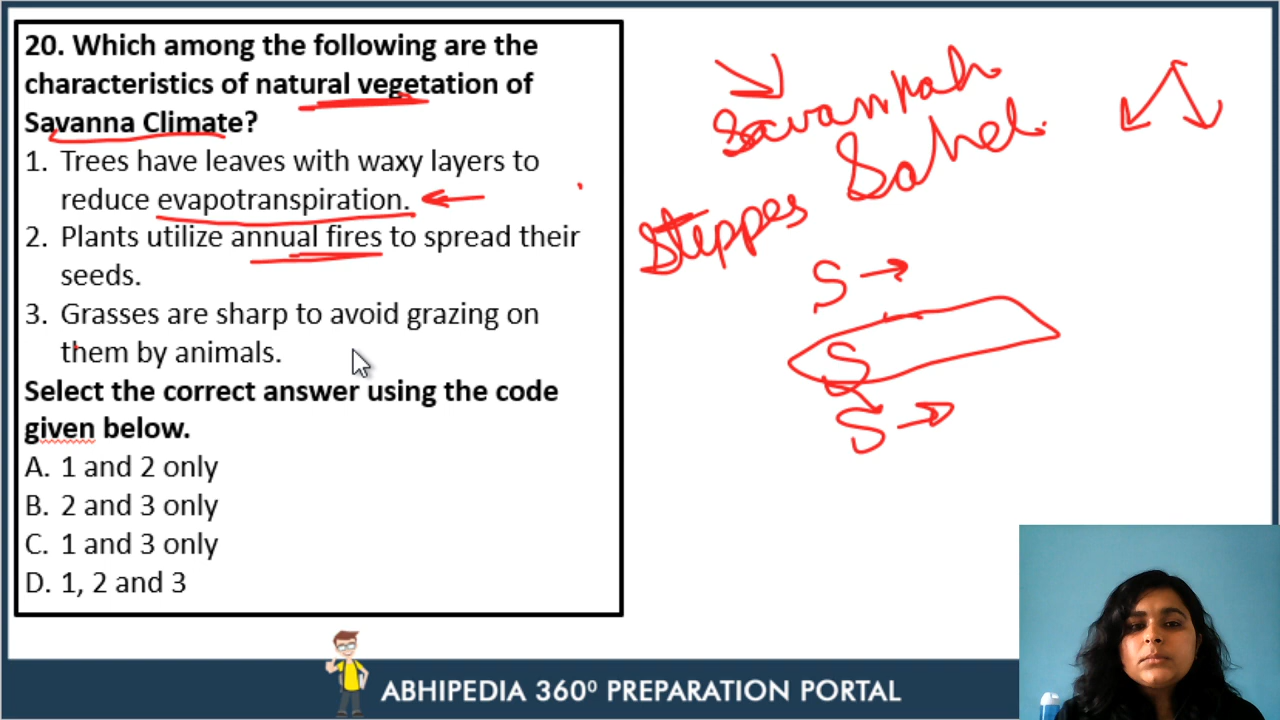 20. Which among the following are the
characteristics of natural vegetation of
Savanna Climate?
1. Trees have leaves with waxy layers to
reduce evapotranspiration.
2. Plants utilize annual fires to spread their
seeds.
3. Grasses are sharp to avoid grazing on
them by animals.
Select the correct answer using the code
given below.
A. 1 and 2 only
B. 2 and 3 only
C. 1 and 3 only
D. 1, 2 and 3
Savannah
Sahel.
Steppes
S
S
S
ABHIPEDIA 360⁰ PREPARATION PORTAL